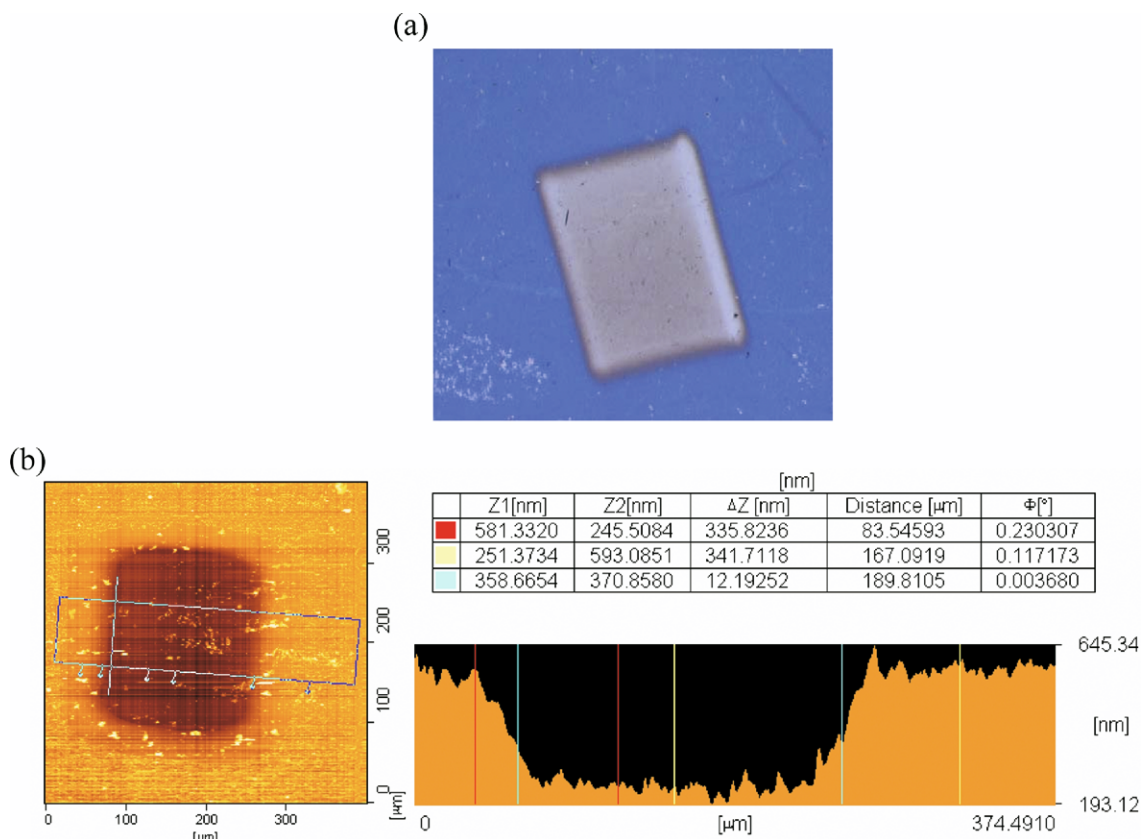 (a)
(b)
[nm]
Z1[nm] Z2[nm] ΔZ [nm] Distance [μm] Φ[°]
581.3320 245.5084 335.8236 83.54593 0.230307
251.3734 593.0851 341.7118 167.0919 0.117173
358.6654 370.8580 12.19252 189.8105 0.003680
300
200
100
0
[μm]
0 100 200 300
[μm]
645.34
[nm]
193.12
0 [μm] 374.4910